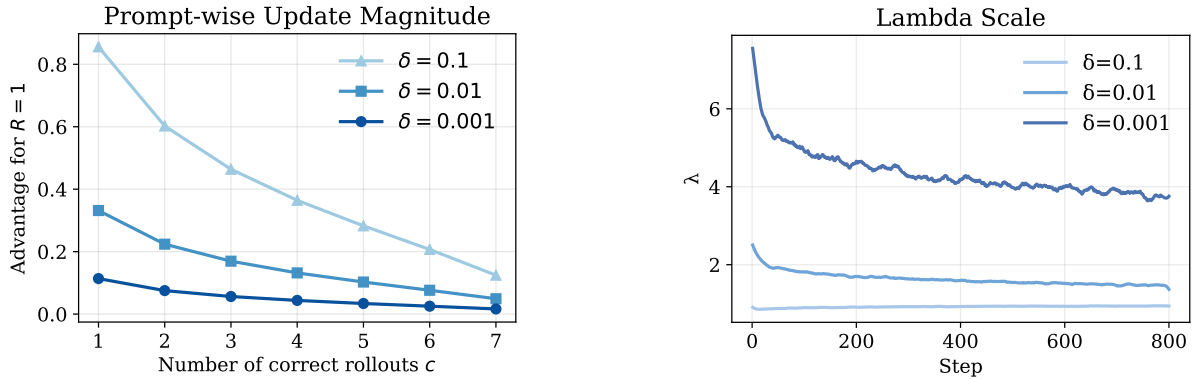 Prompt-wise Update Magnitude
Advantage for R = 1
0.8
0.6
0.4
0.2
0.0
δ = 0.1
δ = 0.01
δ = 0.001
1 2 3 4 5 6 7
Number of correct rollouts c
Lambda Scale
λ
6
4
2
δ=0.1
δ=0.01
δ=0.001
0 200 400 600 800
Step